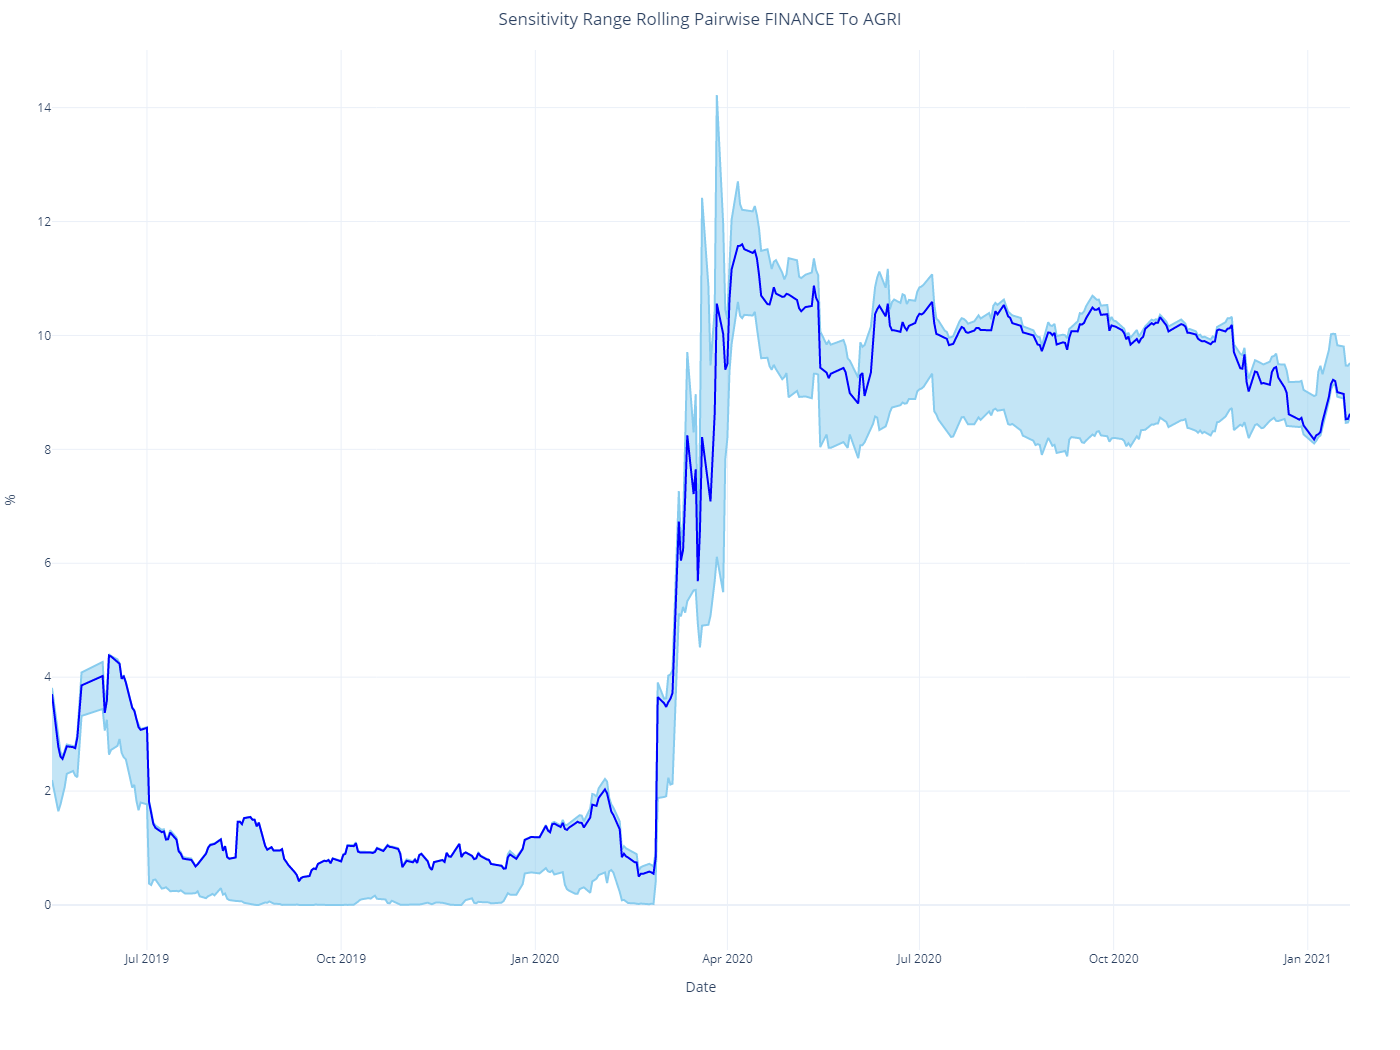 Sensitivity Range Rolling Pairwise FINANCE To AGRI
14
12
10
8
6
4
2
0
%
Jul 2019
Oct 2019
Jan 2020
Apr 2020
Jul 2020
Oct 2020
Jan 2021
Date